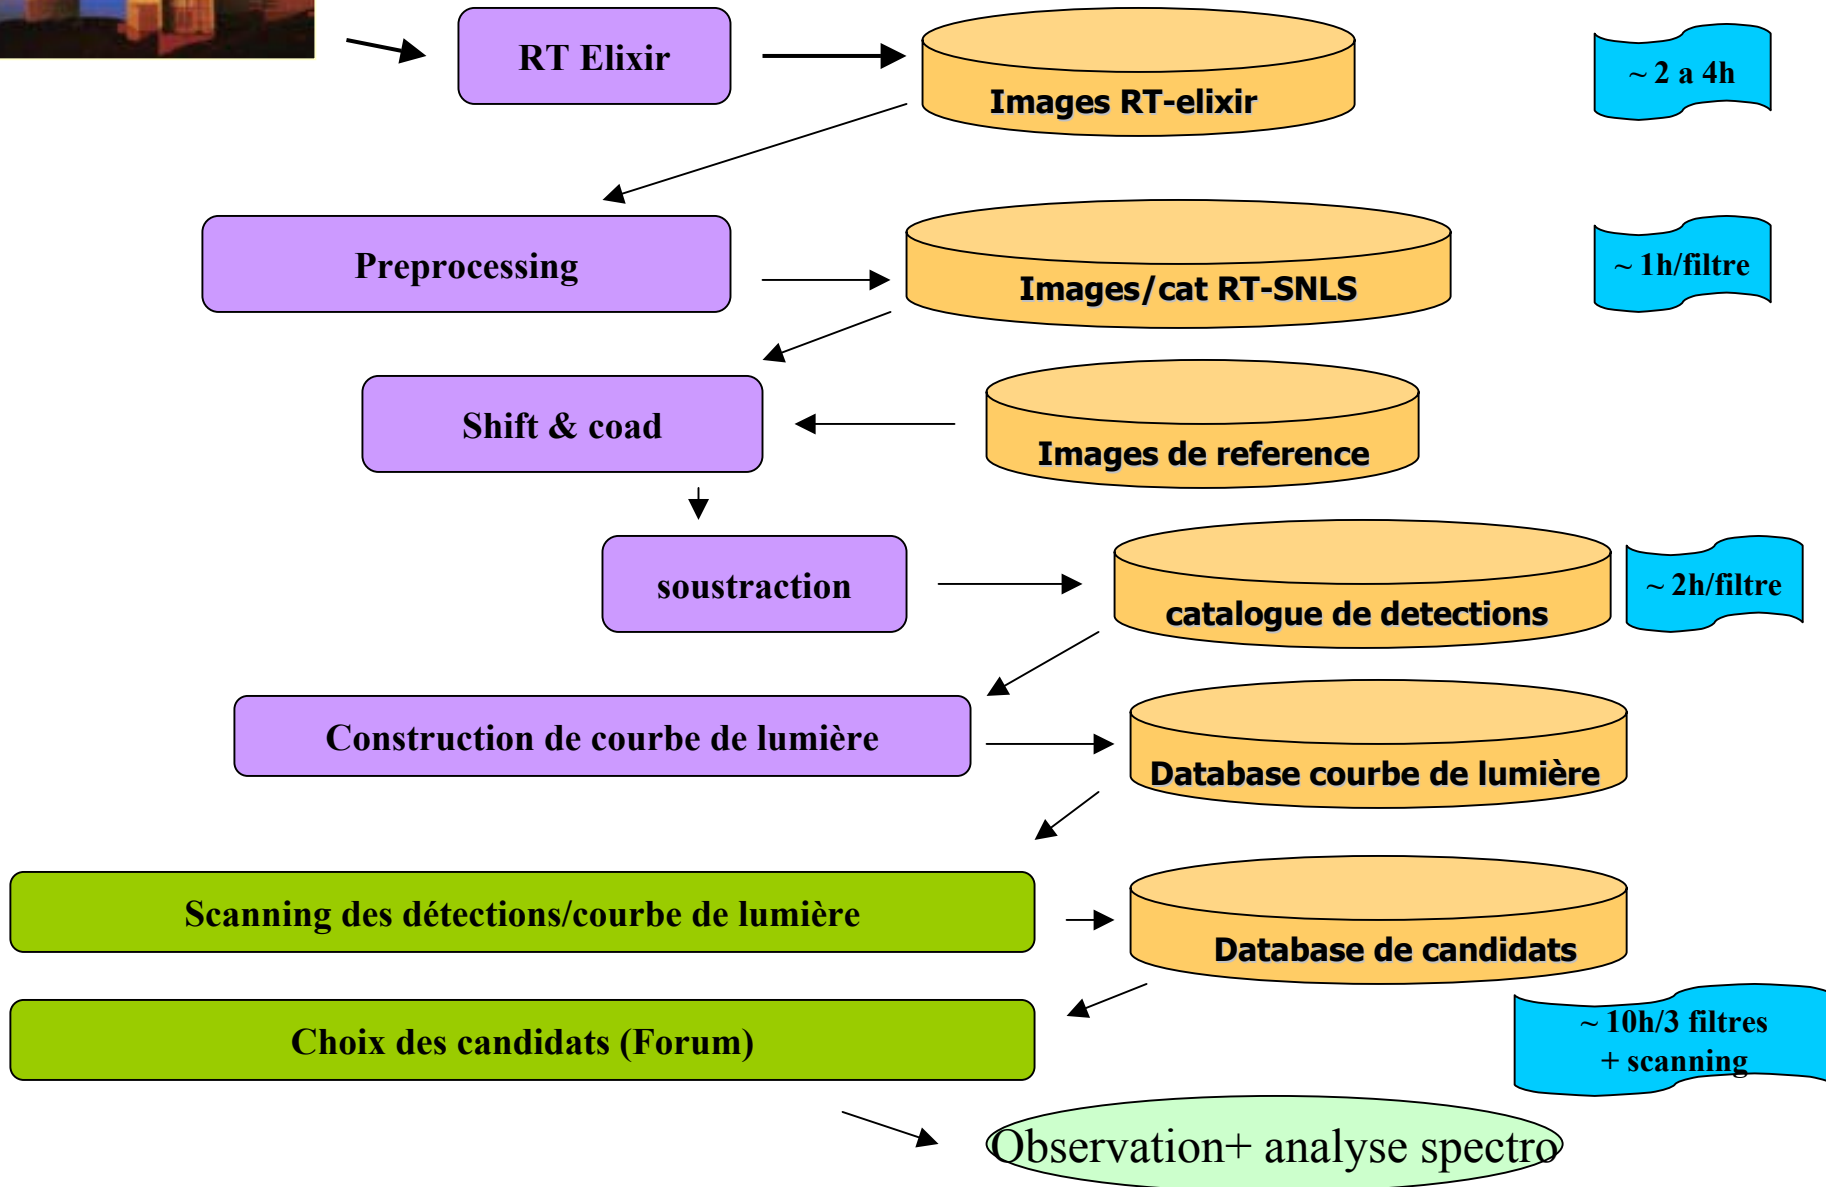 RT Elixir
Images RT-elixir
~ 2 a 4h
Preprocessing
Images/cat RT-SNLS
~ 1h/filtre
Shift & coad
Images de reference
soustraction
catalogue de detections
~ 2h/filtre
Construction de courbe de lumière
Database courbe de lumière
Scanning des détections/courbe de lumière
Database de candidats
Choix des candidats (Forum)
~ 10h/3 filtres
+ scanning
Observation+ analyse spectro